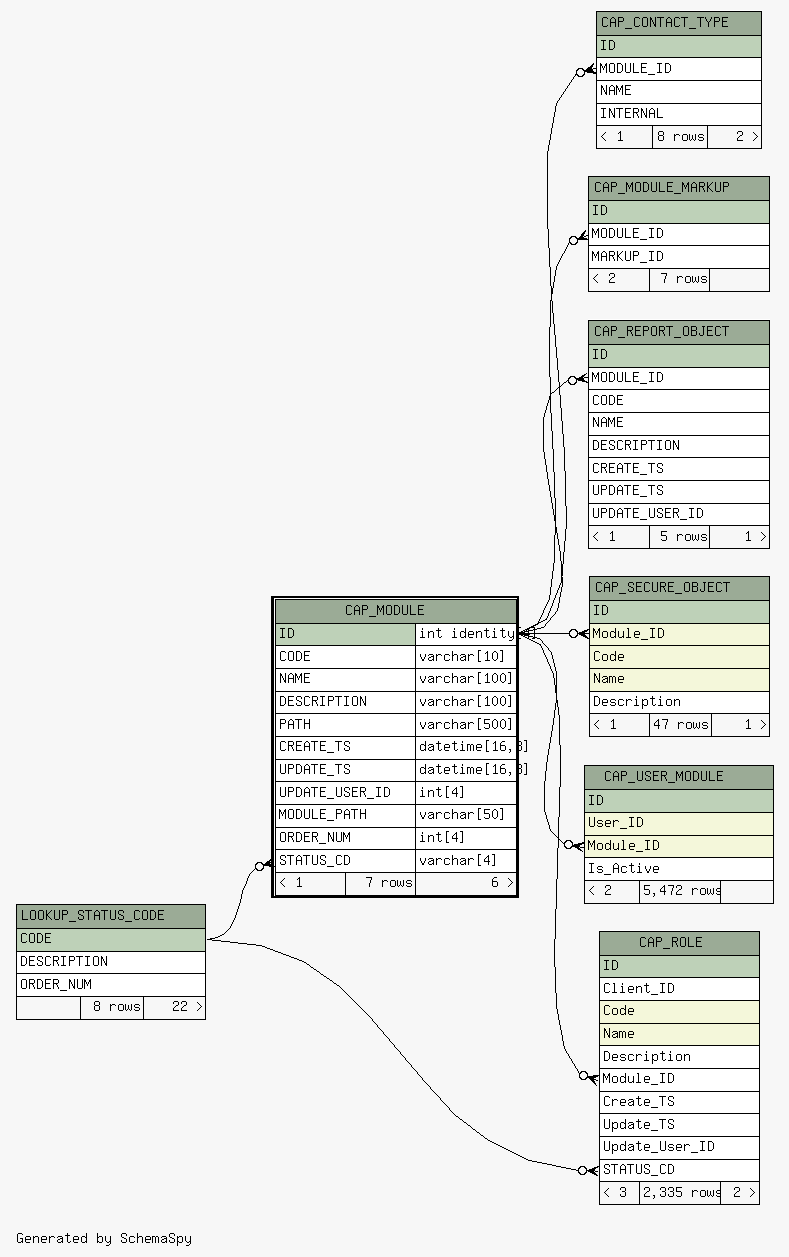 CAP_CONTACT_TYPE
ID
MODULE_ID
NAME
INTERNAL
< 1 8 rows 2 >
CAP_MODULE_MARKUP
ID
MODULE_ID
MARKUP_ID
< 2 7 rows
CAP_REPORT_OBJECT
ID
MODULE_ID
CODE
NAME
DESCRIPTION
CREATE_TS
UPDATE_TS
UPDATE_USER_ID
< 1 5 rows 1 >
CAP_SECURE_OBJECT
ID
Module_ID
Code
Name
Description
< 1 47 rows 1 >
CAP_MODULE
ID int identity
CODE varchar[10]
NAME varchar[100]
DESCRIPTION varchar[100]
PATH varchar[500]
CREATE_TS datetime[16,3]
UPDATE_TS datetime[16,3]
UPDATE_USER_ID int[4]
MODULE_PATH varchar[50]
ORDER_NUM int[4]
STATUS_CD varchar[4]
< 1 7 rows 6 >
CAP_USER_MODULE
ID
User_ID
Module_ID
Is_Active
< 2 5,472 rows
LOOKUP_STATUS_CODE
CODE
DESCRIPTION
ORDER_NUM
8 rows 22 >
CAP_ROLE
ID
Client_ID
Code
Name
Description
Module_ID
Create_TS
Update_TS
Update_User_ID
STATUS_CD
< 3 2,335 rows 2 >
Generated by SchemaSpy